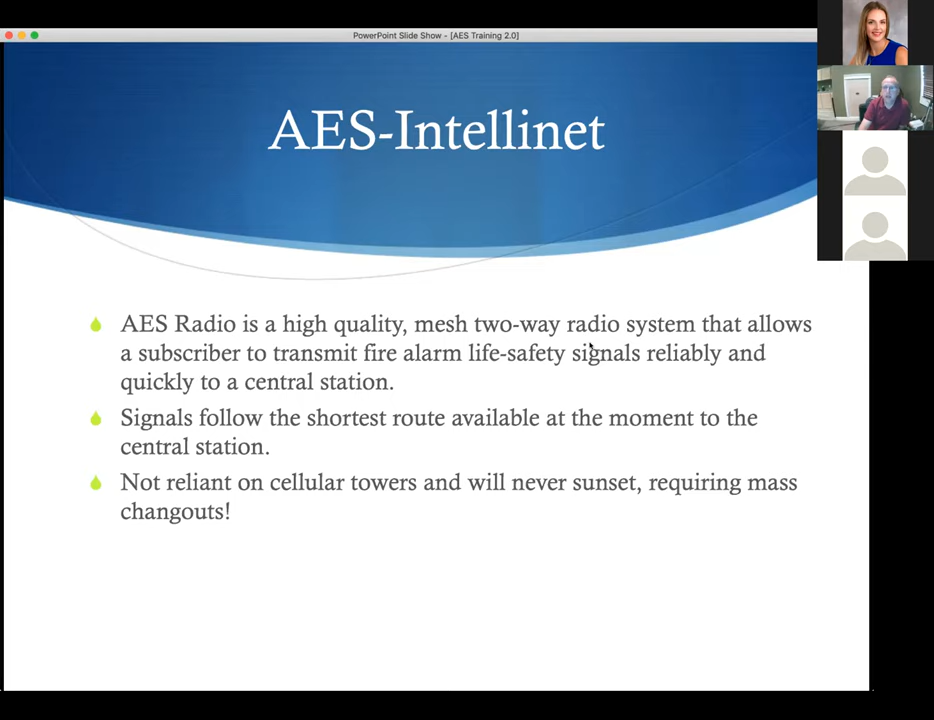 PowerPoint Slide Show - [AES Training 2.0]
AES-Intellinet
AES Radio is a high quality, mesh two-way radio system that allows
a subscriber to transmit fire alarm life-safety signals reliably and
quickly to a central station.
Signals follow the shortest route available at the moment to the
central station.
Not reliant on cellular towers and will never sunset, requiring mass
changouts!